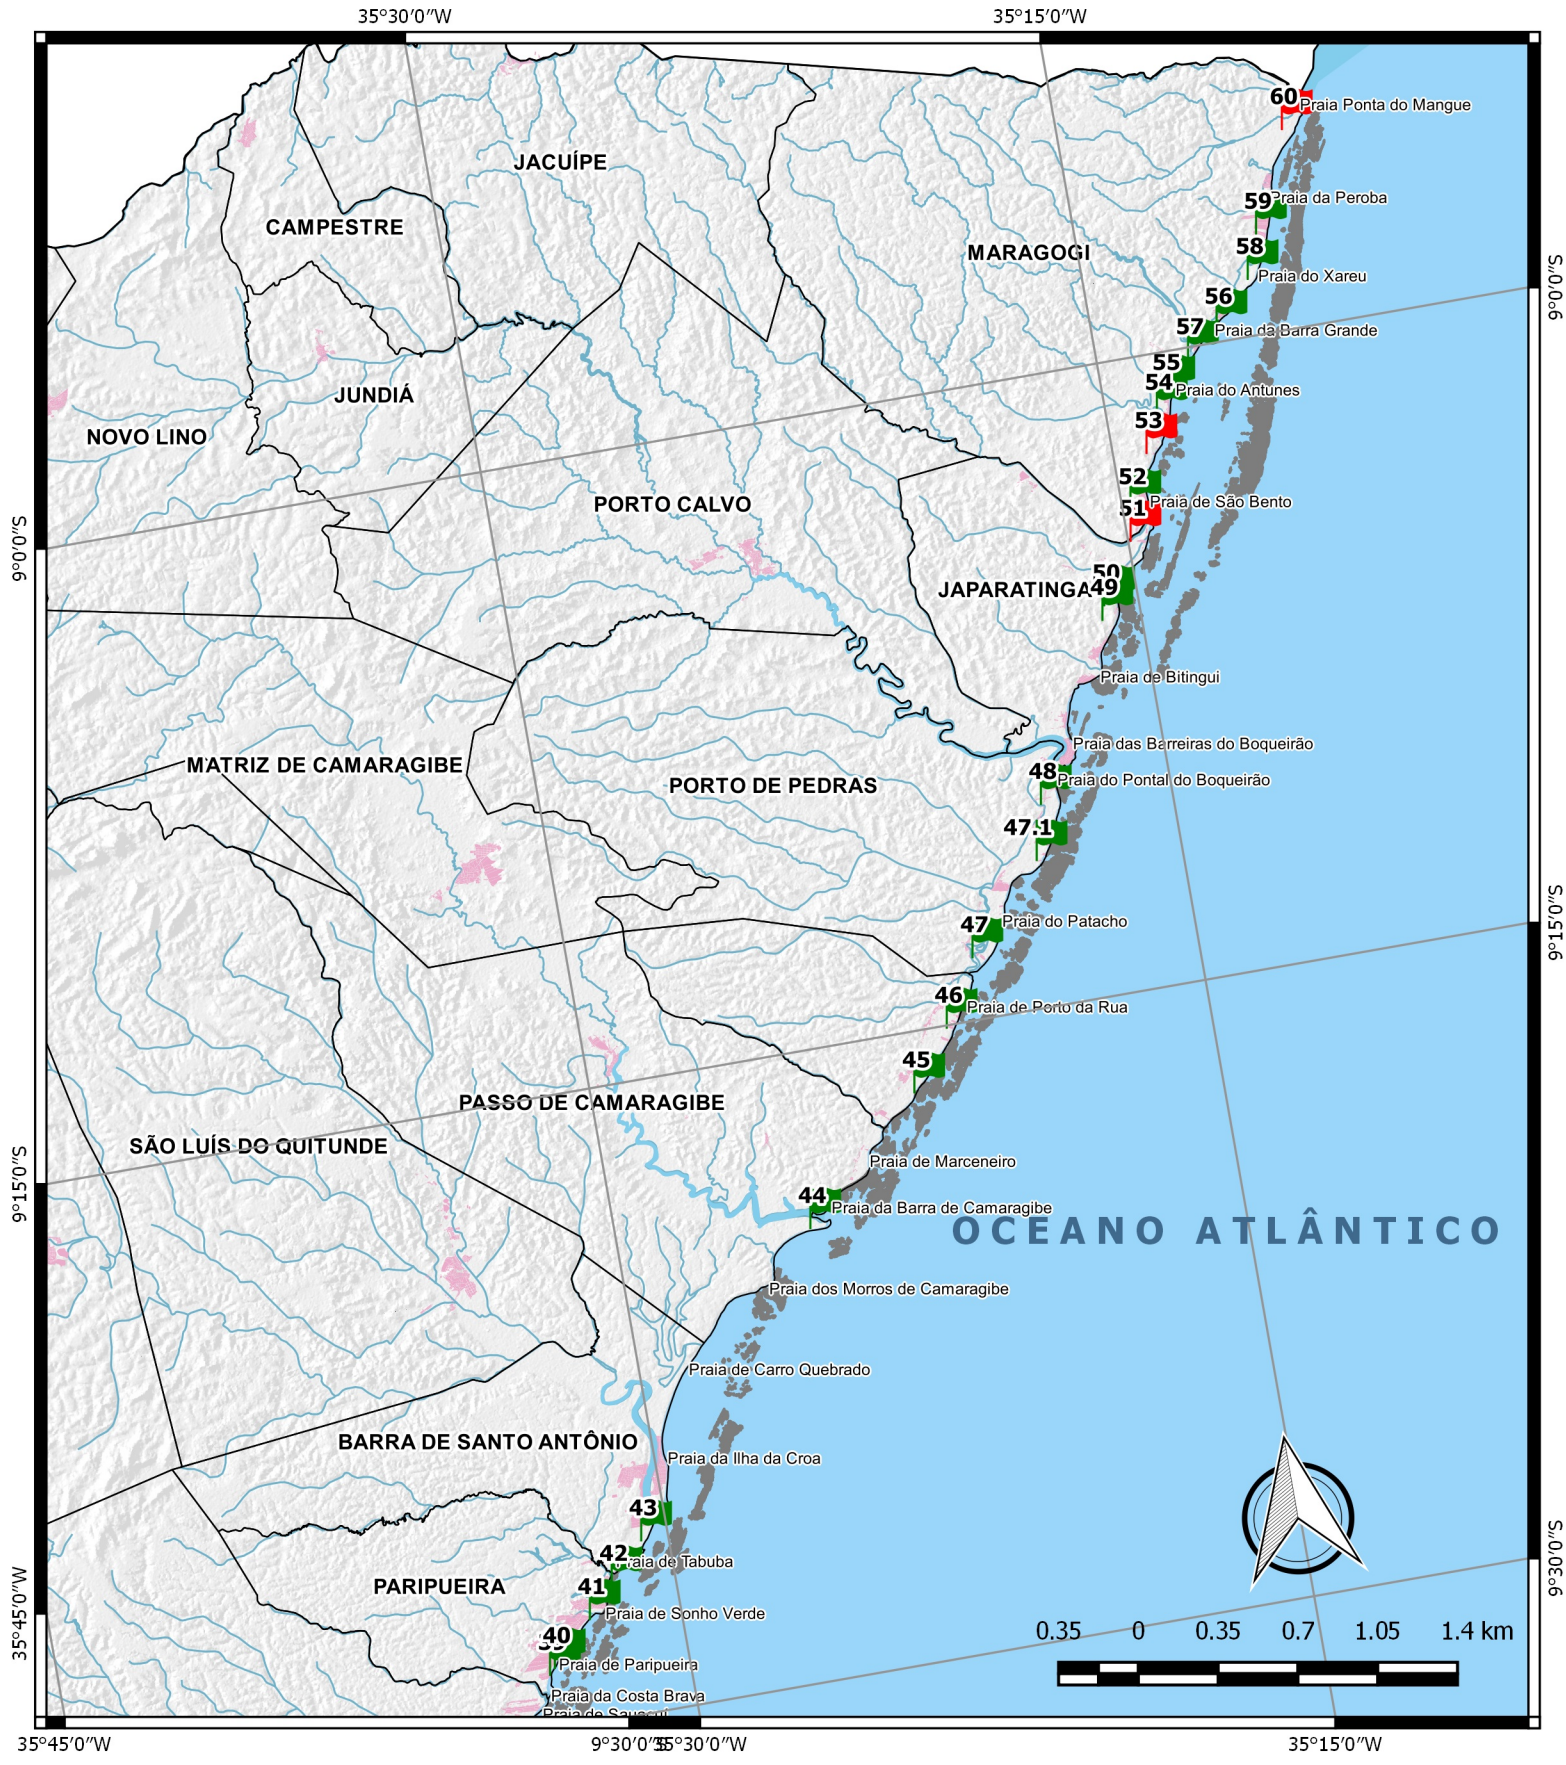 35°30′0″W
35°15′0″W
60
Praia Ponta do Mangue
JACUÍPE
59
Praia da Peroba
CAMPESTRE
58
MARAGOGI
Praia do Xareu
9°0′0″S
56
57
Praia da Barra Grande
55
54
Praia do Antunes
JUNDIÁ
53
NOVO LINO
52
Praia de São Bento
PORTO CALVO
51
9°0′0″S
50
JAPARATINGA
49
Praia de Bitingui
Praia das Barreiras do Boqueirão
MATRIZ DE CAMARAGIBE
48
Praia do Pontal do Boqueirão
PORTO DE PEDRAS
47.1
47
Praia do Patacho
9°15′0″S
46
Praia de Porto da Rua
45
PASSO DE CAMARAGIBE
SÃO LUÍS DO QUITUNDE
Praia de Marceneiro
9°15′0″S
44
Praia da Barra de Camaragibe
OCEANO ATLÂNTICO
Praia dos Morros de Camaragibe
Praia de Carro Quebrado
BARRA DE SANTO ANTÔNIO
Praia da Ilha da Croa
43
42
Praia de Tabuba
9°30′0″S
PARIPUEIRA
41
Praia de Sonho Verde
35°45′0″W
40
39
Praia de Paripueira
0.35 0 0.35 0.7 1.05 1.4 km
Praia da Costa Brava
Praia de Sauaçui
35°45′0″W
9°30′0″S
35°30′0″W
35°15′0″W